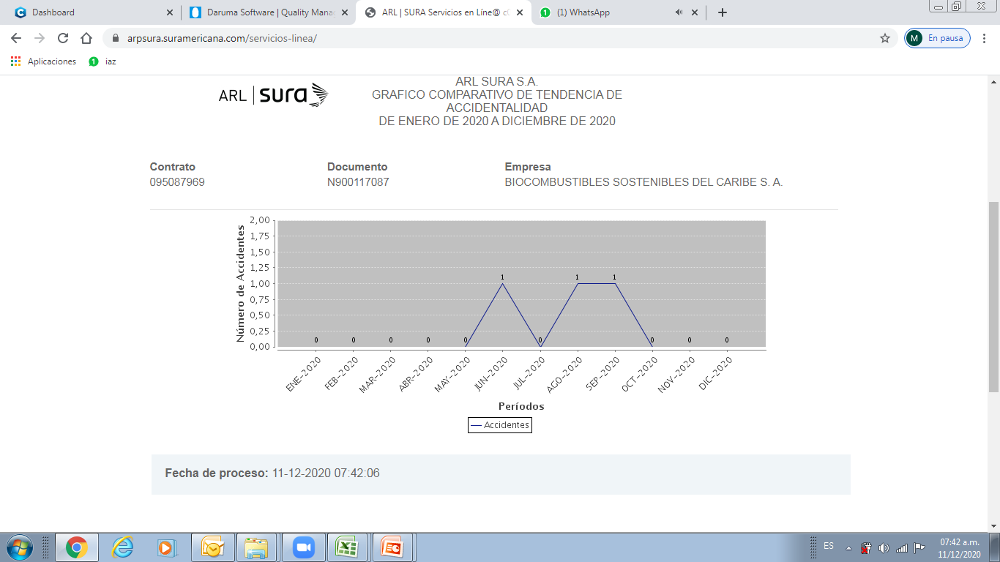 Dashboard
Daruma Software | Quality Mana
ARL | SURA Servicios en Líne@ c
(1) WhatsApp
arpsura.suramericana.com/servicios-linea/
M
En pausa
Aplicaciones
1
iaz
ARL sura
ARL SURA S.A.
GRAFICO COMPARATIVO DE TENDENCIA DE
ACCIDENTALIDAD
DE ENERO DE 2020 A DICIEMBRE DE 2020
Contrato Documento Empresa
095087969 N900117087 BIOCOMBUSTIBLES SOSTENIBLES DEL CARIBE S. A.
Número de Accidentes
2,00
1,75
1,50
1,25
1,00
0,75
0,50
0,25
0,00
0 0 0 0 0 1 0 1 1 0 0 0
ENE-2020 FEB-2020 MAR-2020 ABR-2020 MAY-2020 JUN-2020 JUL-2020 AGO-2020 SEP-2020 OCT-2020 NOV-2020 DIC-2020
Períodos
Accidentes
Fecha de proceso: 11-12-2020 07:42:06
ES
07:42 a.m.
11/12/2020